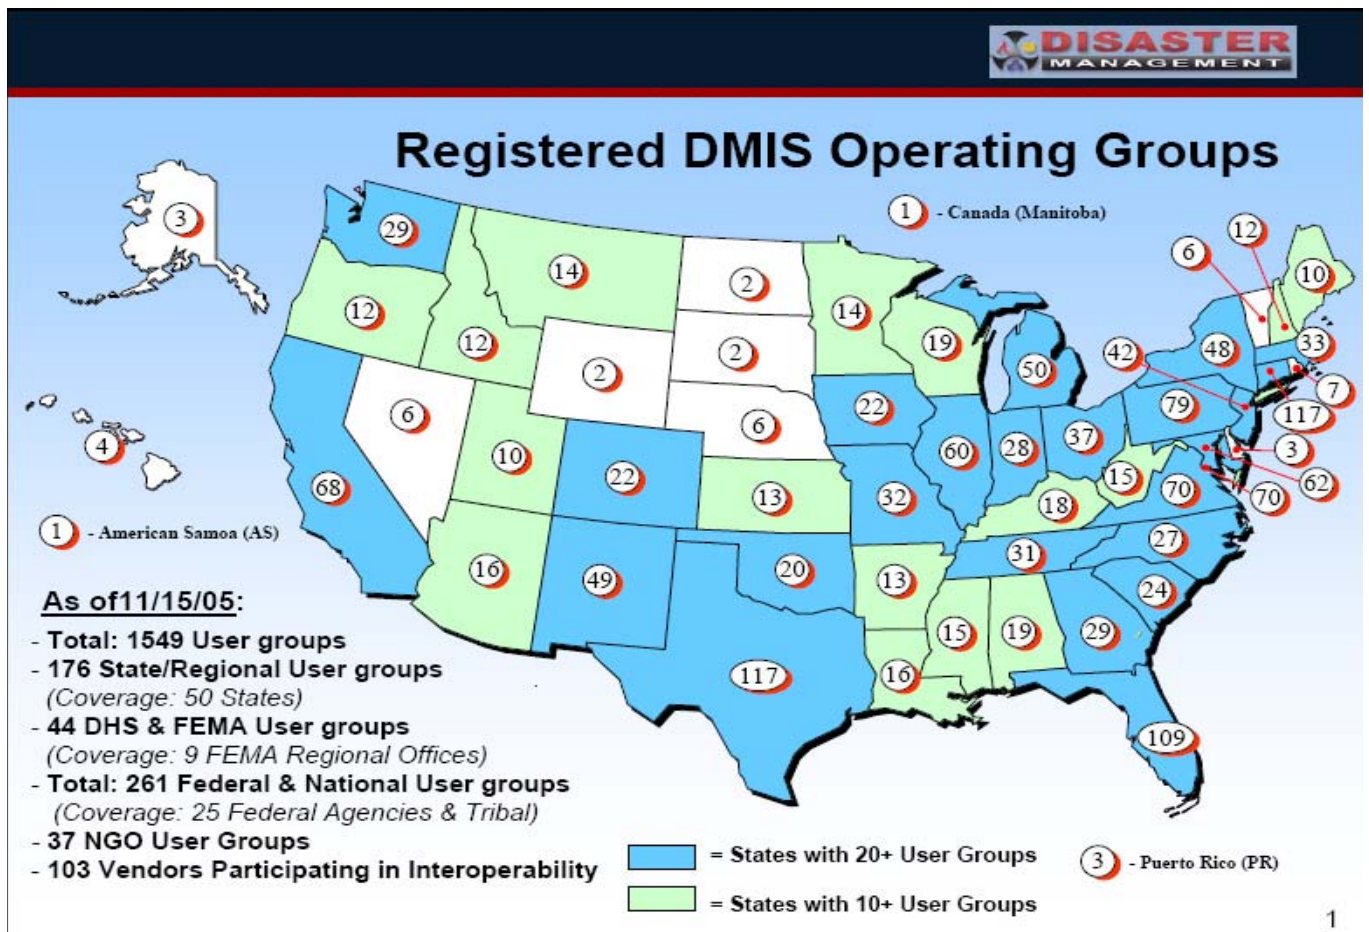 DISASTER
MANAGEMENT
Registered DMIS Operating Groups
1 - Canada (Manitoba)
12
6
3
29
10
14
2
12
14
33
12
19
48
42
2
50
2
7
6
22
79
117
6
37
4
10
60
28
3
22
15
62
68
13
32
70
70
18
1 - American Samoa (AS)
27
31
16
49
20
13
24
As of11/15/05:
15
19
29
- Total: 1549 User groups
- 176 State/Regional User groups
117
16
(Coverage: 50 States)
- 44 DHS & FEMA User groups
109
(Coverage: 9 FEMA Regional Offices)
- Total: 261 Federal & National User groups
(Coverage: 25 Federal Agencies & Tribal)
- 37 NGO User Groups
- 103 Vendors Participating in Interoperability
= States with 20+ User Groups
3 - Puerto Rico (PR)
= States with 10+ User Groups
1